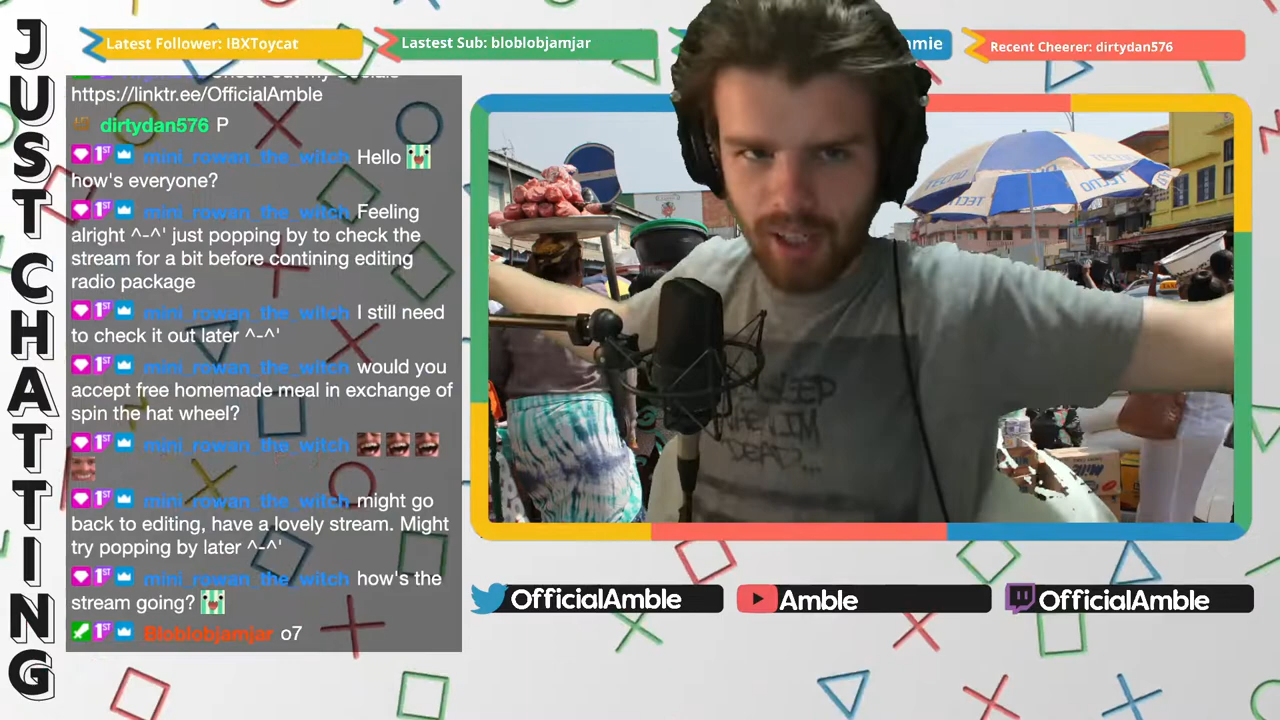 JUST CHATTING
Latest Follower: IBXToycat
Lastest Sub: bloblobjamjar
Recent Cheerer: dirtydan576
https://linktr.ee/OfficialAmble
dirtydan576 P
mini_rowan_the_witch Hello
how's everyone?
mini_rowan_the_witch Feeling
alright ^-^' just popping by to check the
stream for a bit before contining editing
radio package
mini_rowan_the_witch I still need
to check it out later ^-^'
mini_rowan_the_witch would you
accept free homemade meal in exchange of
spin the hat wheel?
mini_rowan_the_witch
mini_rowan_the_witch might go
back to editing, have a lovely stream. Might
try popping by later ^-^'
mini_rowan_the_witch how's the
stream going?
Bloblobjamjar o7
TECNO
TECNO
SLEEP
WHEN I'M
DEAD...
OfficialAmble
Amble
OfficialAmble